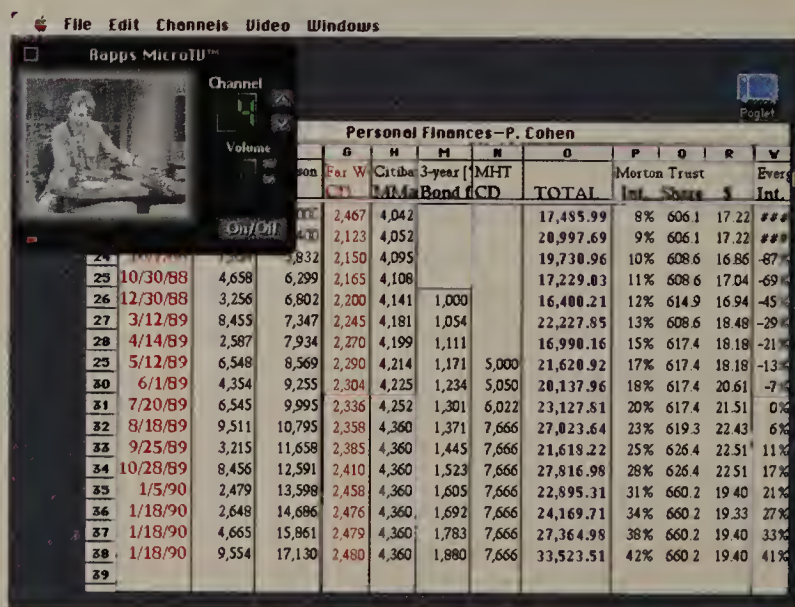 File Edit Channels Video Windows
Rapps MicroTV™
Channel
4
Volume
On/Off
Poglet
Personal Finances—P. Cohen
G H M N O P Q R V
Far W Citiba 3-year [ MHT Morton Trust Everg
CD MMa Bond f CD TOTAL Int. Share $ Int.
2,467 4,042 17,485.99 8% 606.1 17.22 ###
2,123 4,052 20,997.69 9% 606.1 17.22 ###
24 5,832 2,150 4,095 19,730.96 10% 608.6 16.86 -87%
25 10/30/88 4,658 6,299 2,165 4,108 17,229.03 11% 608.6 17.04 -69%
26 12/30/88 3,256 6,802 2,200 4,141 1,000 16,400.21 12% 614.9 16.94 -45%
27 3/12/89 8,455 7,347 2,245 4,181 1,054 22,227.85 13% 608.6 18.48 -29%
28 4/14/89 2,587 7,934 2,270 4,199 1,111 16,990.16 15% 617.4 18.18 -21%
29 5/12/89 6,548 8,569 2,290 4,214 1,171 5,000 21,620.92 17% 617.4 18.18 -13%
30 6/1/89 4,354 9,255 2,304 4,225 1,234 5,050 20,137.96 18% 617.4 20.61 -7%
31 7/20/89 6,545 9,995 2,336 4,252 1,301 6,022 23,127.81 20% 617.4 21.51 0%
32 8/18/89 9,511 10,795 2,358 4,360 1,371 7,666 27,023.64 23% 619.3 22.43 6%
33 9/25/89 3,215 11,658 2,385 4,360 1,445 7,666 21,618.22 25% 626.4 22.51 11%
34 10/28/89 8,456 12,591 2,410 4,360 1,523 7,666 27,816.98 28% 626.4 22.51 17%
35 1/5/90 2,479 13,598 2,458 4,360 1,605 7,666 22,895.31 31% 660.2 19.40 21%
36 1/18/90 2,648 14,686 2,476 4,360 1,692 7,666 24,169.71 34% 660.2 19.33 27%
37 1/18/90 4,665 15,861 2,479 4,360 1,783 7,666 27,364.98 38% 660.2 19.40 33%
38 1/18/90 9,554 17,130 2,480 4,360 1,880 7,666 33,523.51 42% 660.2 19.40 41%
39